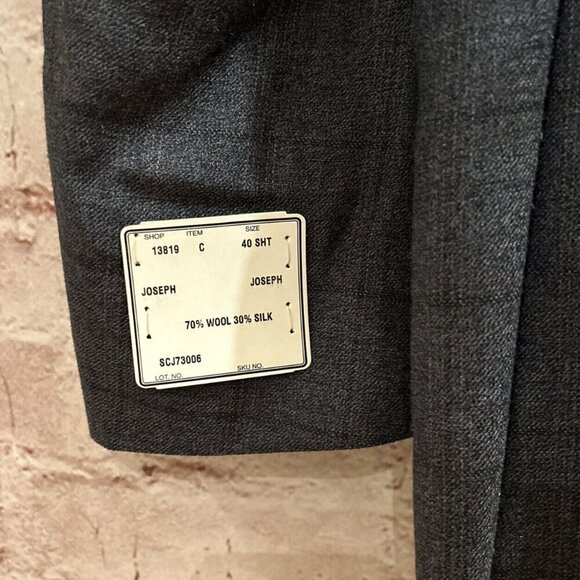 SHOP ITEM SIZE
13819 C 40 SHT
JOSEPH JOSEPH
70% WOOL 30% SILK
SCJ73006
LOT. NO. SKU NO.